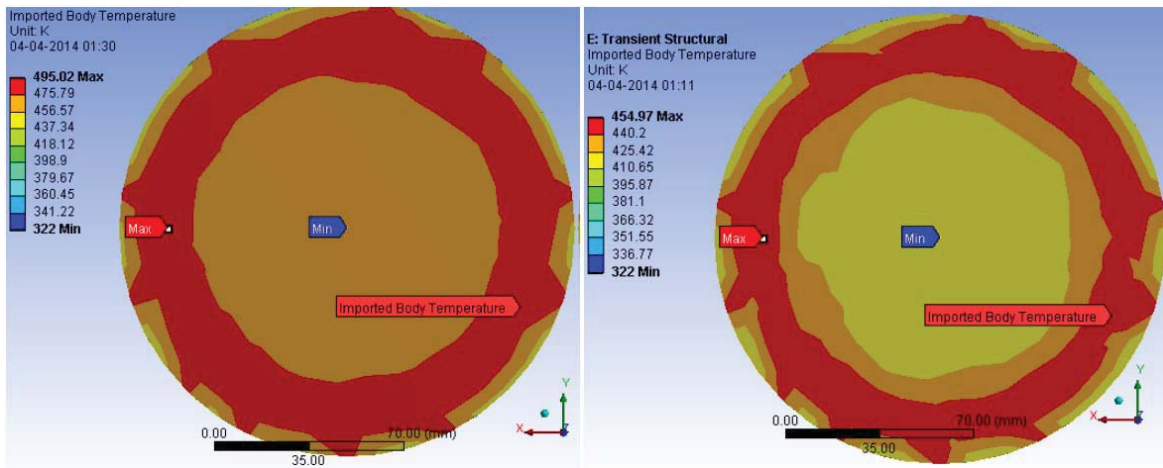 Imported Body Temperature
Unit: K
04-04-2014 01:30
495.02 Max
475.79
456.57
437.34
418.12
398.9
379.67
360.45
341.22
322 Min
Max
Min
Imported Body Temperature
0.00
70.00 (mm)
35.00
Y
X
Z
E: Transient Structural
Imported Body Temperature
Unit: K
04-04-2014 01:11
454.97 Max
440.2
425.42
410.65
395.87
381.1
366.32
351.55
336.77
322 Min
Max
Min
Imported Body Temperature
0.00
70.00 (mm)
35.00
Y
X
Z